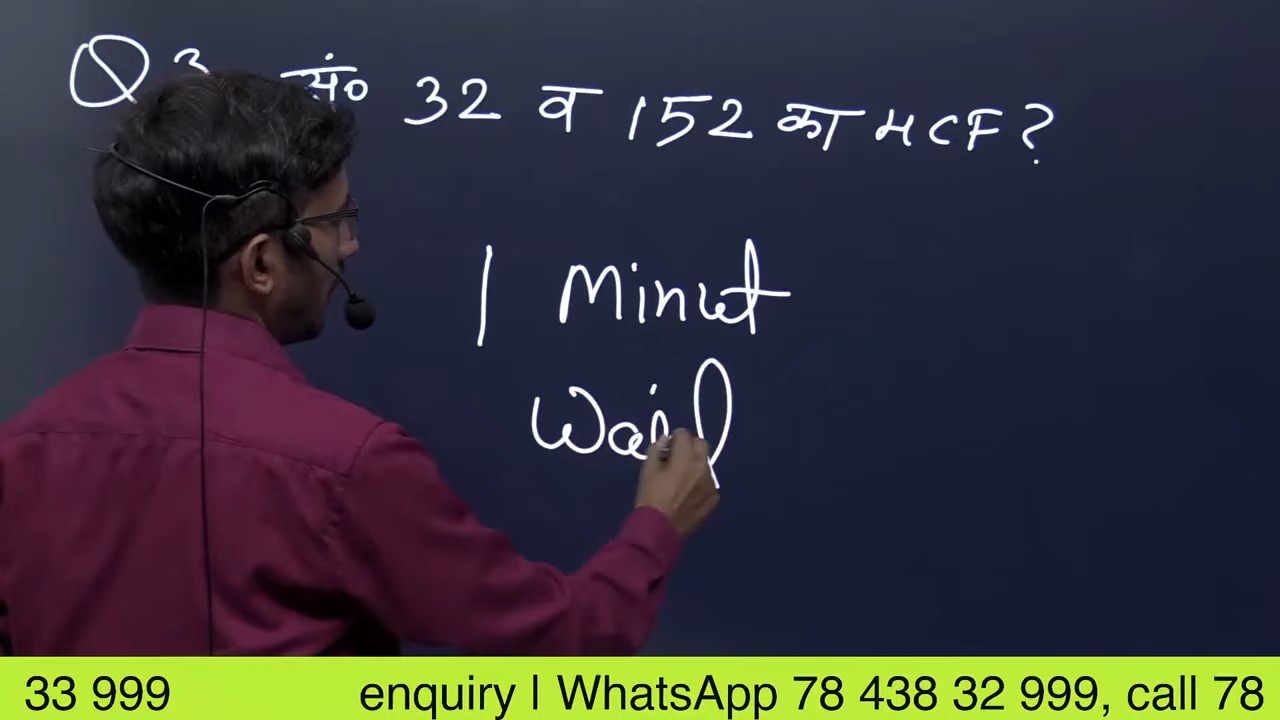 Q 3 सं० 32 व 152 का HCF?
1 Minut
Wait
33 999 enquiry I WhatsApp 78 438 32 999, call 78